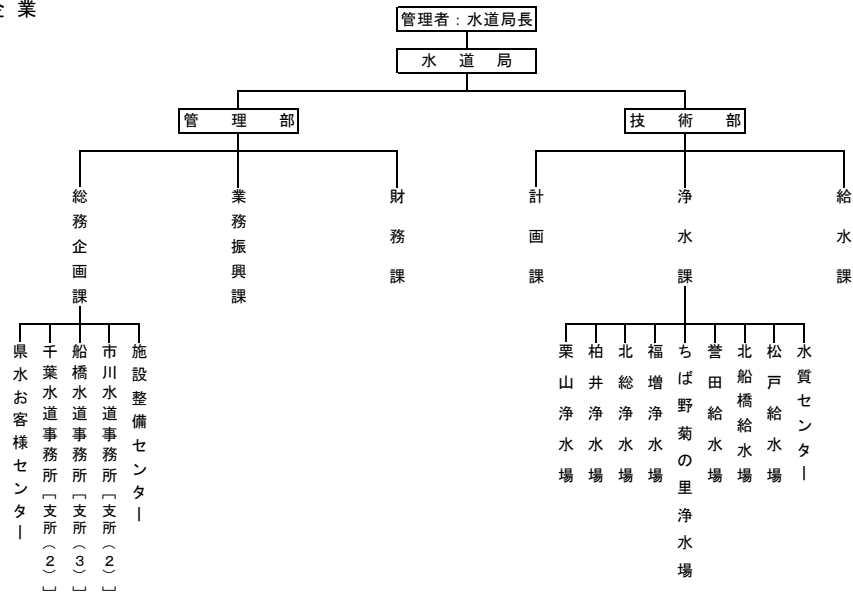 企業
管理者：水道局長
水道局
管理部
技術部
総務企画課
業務振興課
財務課
計画課
浄水課
給水課
県水お客様センター
千葉水道事務所［支所（２）］
船橋水道事務所［支所（３）］
市川水道事務所［支所（２）］
施設整備センター
栗山浄水場
柏井浄水場
北総浄水場
福増浄水場
ちば野菊の里浄水場
誉田給水場
北船橋給水場
松戸給水場
水質センター